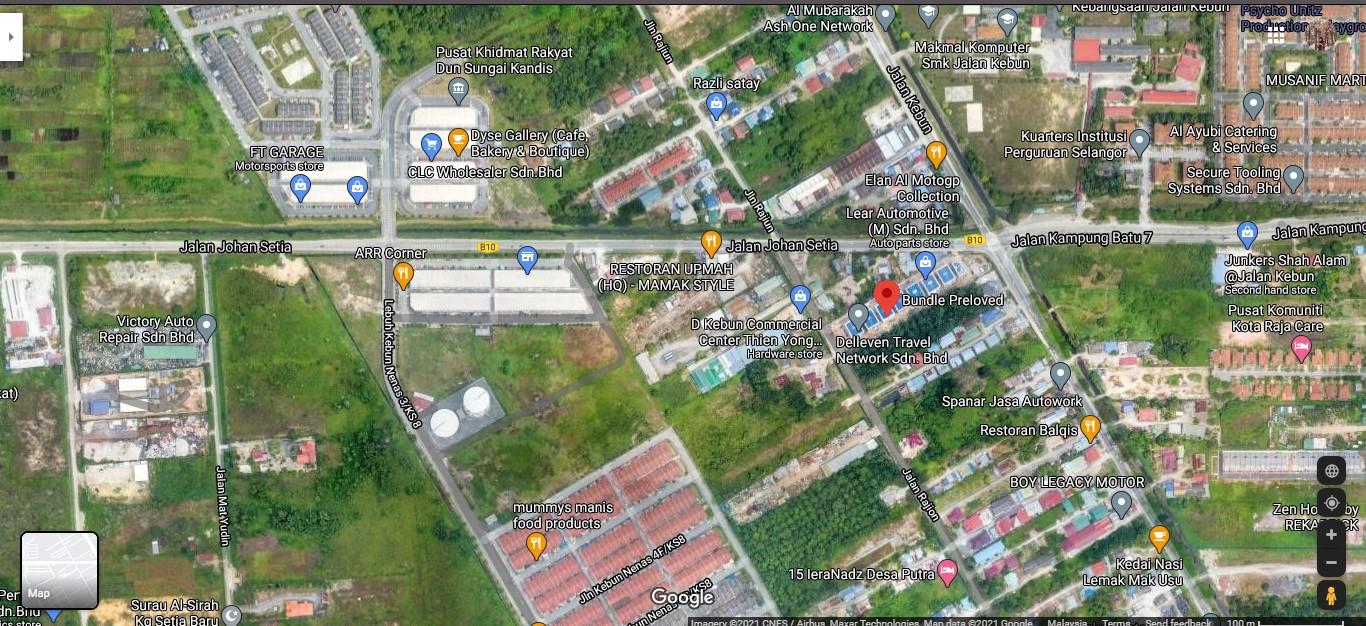 Al Mubarakah
Ash One Network
Kebangsaan Jalan Kebun
Psycho Unitz
Production
Jln Rajiun
Pusat Khidmat Rakyat
Dun Sungai Kandis
Makmal Komputer
Smk Jalan Kebun
Razli satay
Jalan Kebun
MUSANIF MART
Dyse Gallery (Cafe,
Bakery & Boutique)
Kuarters Institusi
Perguruan Selangor
Al Ayubi Catering
& Services
FT GARAGE
Motorsports store
CLC Wholesaler Sdn.Bhd
Elan Al Motogp
Collection
Secure Tooling
Systems Sdn. Bhd
Jln Rajiun
Lear Automotive
(M) Sdn. Bhd
Auto parts store
Jalan Johan Setia
B10
Jalan Johan Setia
B10
Jalan Kampung Batu 7
Jalan Kampung
ARR Corner
RESTORAN UPMAH
(HQ) - MAMAK STYLE
Junkers Shah Alam
@Jalan Kebun
Second hand store
Bundle Preloved
Lebuh Kebun Nenas 3/KS 8
Victory Auto
Repair Sdn Bhd
D Kebun Commercial
Center Thien Yong...
Hardware store
Delleven Travel
Network Sdn. Bhd
Pusat Komuniti
Kota Raja Care
at)
Spanar Jasa Autowork
Restoran Balqis
Jalan Mat Yudin
Jalan Rajion
BOY LEGACY MOTOR
mummys manis
food products
Jln Kebun Nenas 4F/KS8
Nenas /KS8
15 IeraNadz Desa Putra
Kedai Nasi
Lemak Mak Usu
Map
Surau Al-Sirah
Kg Setia Baru
Google
Imagery ©2021 CNES / Airbus, Maxar Technologies, Map data ©2021 Google
Malaysia
Terms
Send feedback
100 m